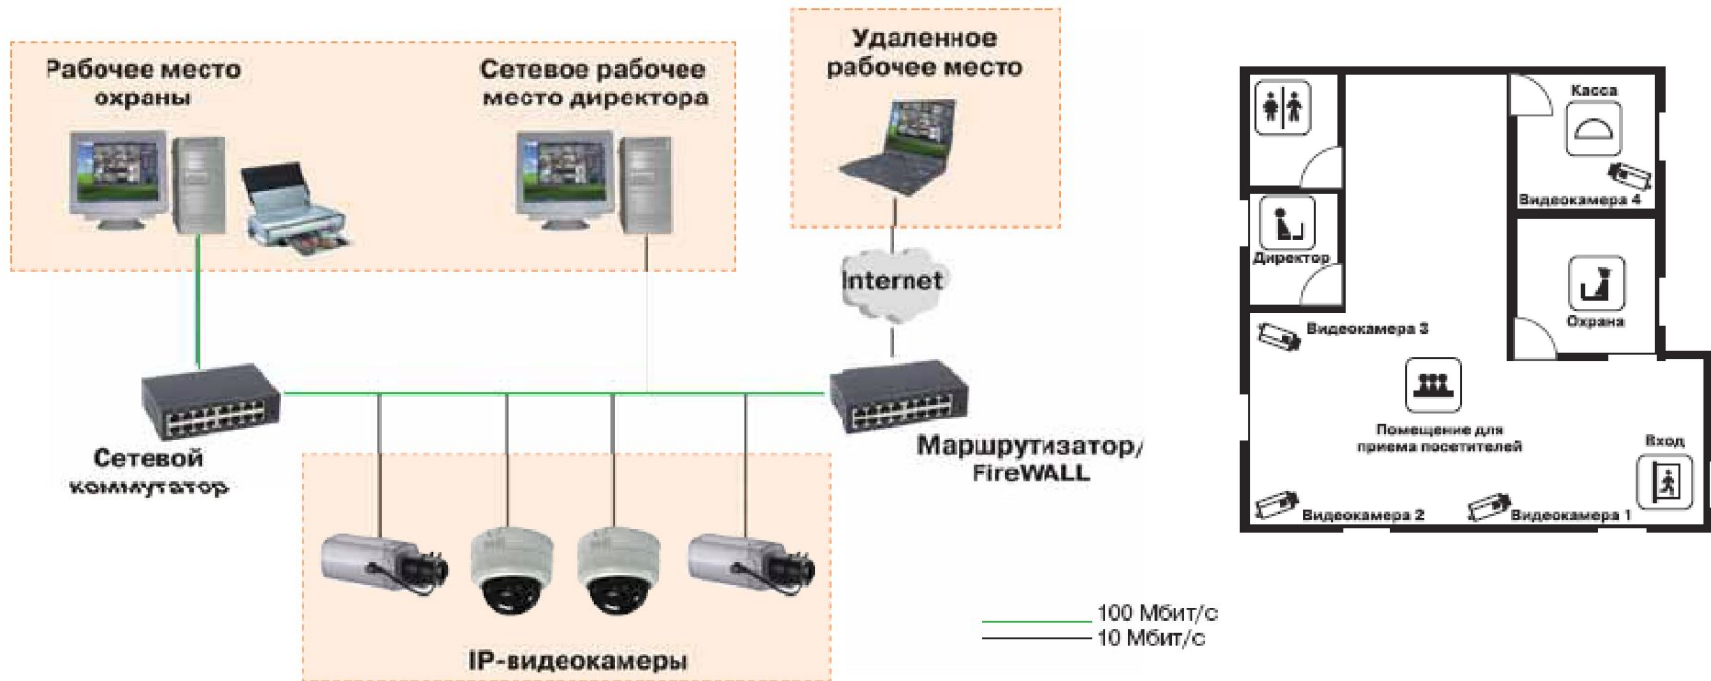 Рабочее место
охраны
Сетевое рабочее
место директора
Удаленное
рабочее место
Internet
Сетевой
коммутатор
Маршрутизатор/
FireWALL
IP-видеокамеры
100 Мбит/с
10 Мбит/с
Касса
Видеокамера 4
Директор
Охрана
Видеокамера 3
Помещение для
приема посетителей
Вход
Видеокамера 2
Видеокамера 1